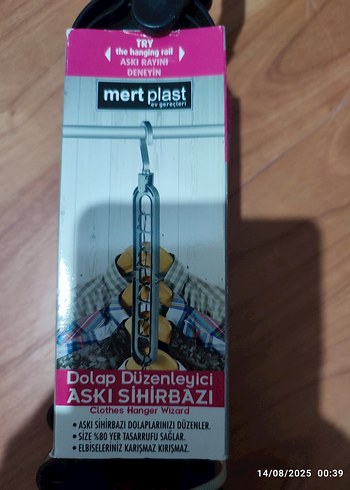 TRY
the hanging rail
ASKI RAYINI
DENEYİN
mert plast
ev gereçleri
Dolap Düzenleyici
ASKI SİHİRBAZI
Clothes Hanger Wizard
• ASKI SİHİRBAZI DOLAPLARINIZI DÜZENLER.
• SİZE %80 YER TASARRUFU SAĞLAR.
• ELBİSELERİNİZ KARIŞMAZ KIRIŞMAZ.
14/08/2025 00:39